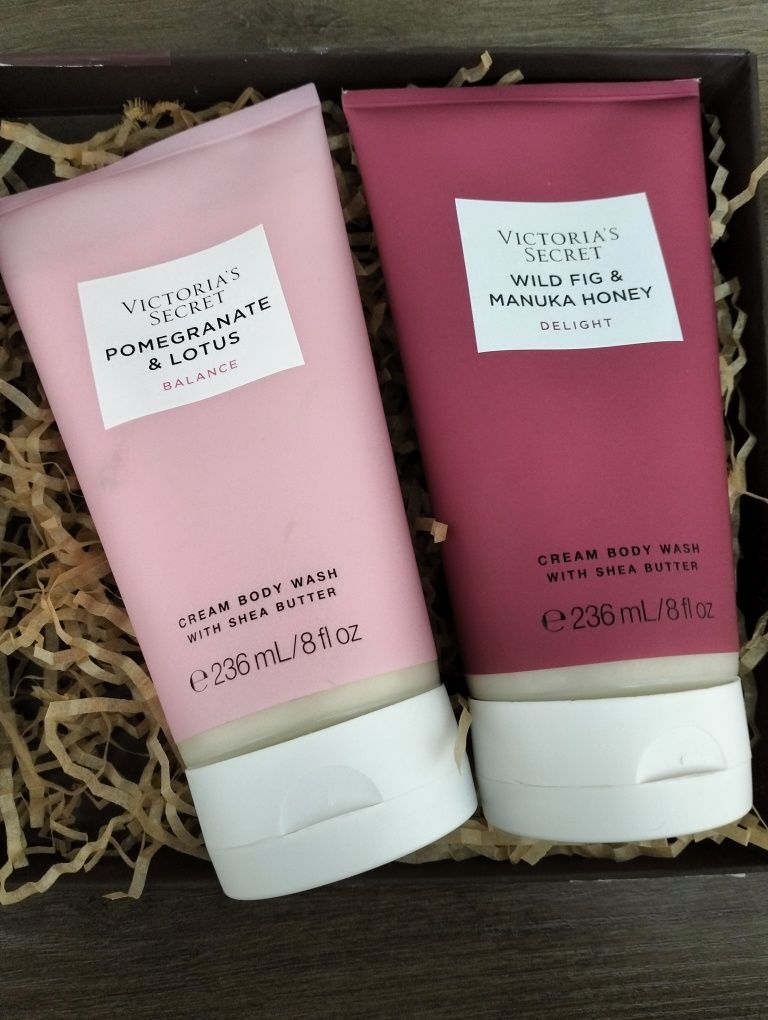 VICTORIA'S
SECRET
POMEGRANATE
& LOTUS
BALANCE
CREAM BODY WASH
WITH SHEA BUTTER
℮ 236 mL/8 fl oz
VICTORIA'S
SECRET
WILD FIG &
MANUKA HONEY
DELIGHT
CREAM BODY WASH
WITH SHEA BUTTER
℮ 236 mL/8 fl oz